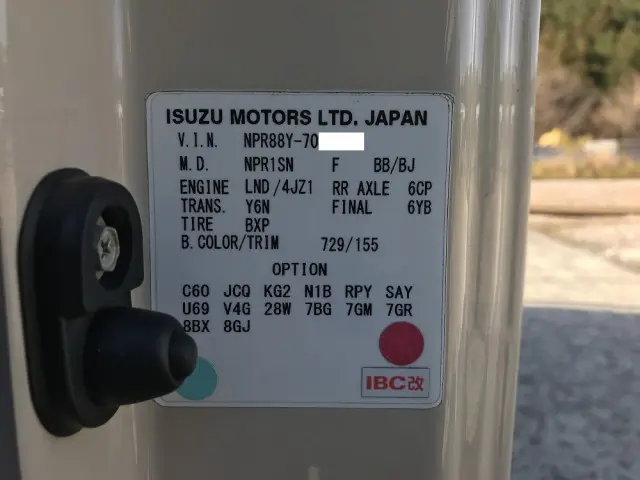 ISUZU MOTORS LTD. JAPAN
V.I.N. NPR88Y-70
M.D. NPR1SN F BB/BJ
ENGINE LND/4JZ1 RR AXLE 6CP
TRANS. Y6N FINAL 6YB
TIRE BXP
B.COLOR/TRIM 729/155
OPTION
C60 JCQ KG2 N1B RPY SAY
U69 V4G 28W 7BG 7GM 7GR
8BX 8GJ
IBC改